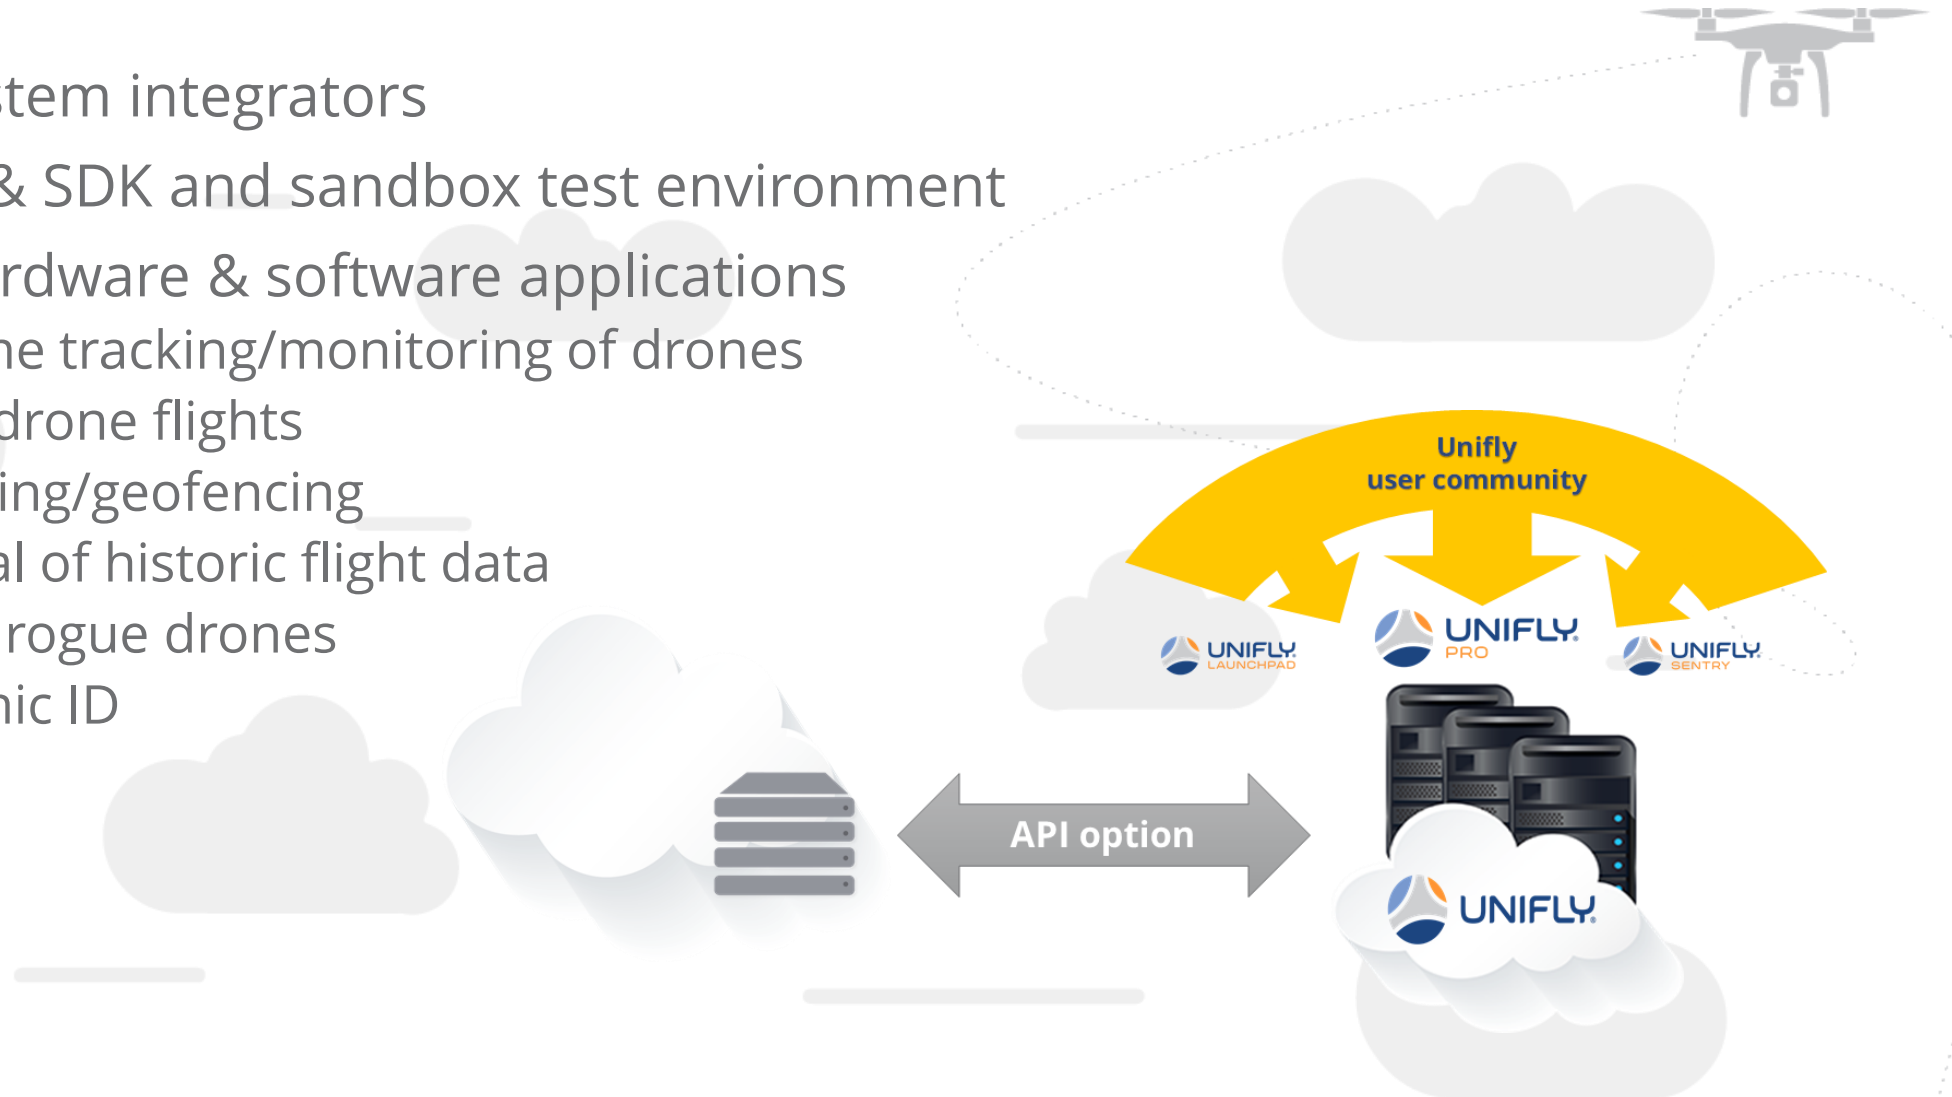 stem integrators
& SDK and sandbox test environment
rdware & software applications
me tracking/monitoring of drones
drone flights
ing/geofencing
al of historic flight data
rogue drones
nic ID
Unifly
user community
UNIFLY
LAUNCHPAD
UNIFLY
PRO
UNIFLY
SENTRY
API option
UNIFLY